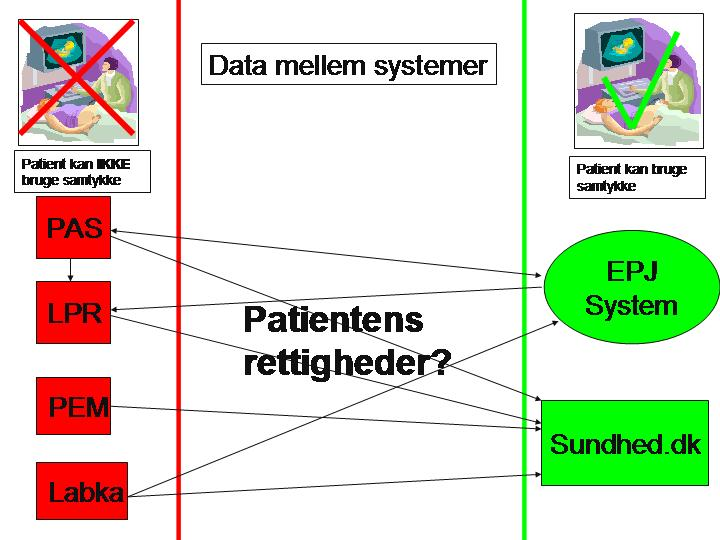 Data mellem systemer
Patient kan IKKE
bruge samtykke
Patient kan bruge
samtykke
PAS
LPR
PEM
Labka
Patientens
rettigheder?
EPJ
System
Sundhed.dk